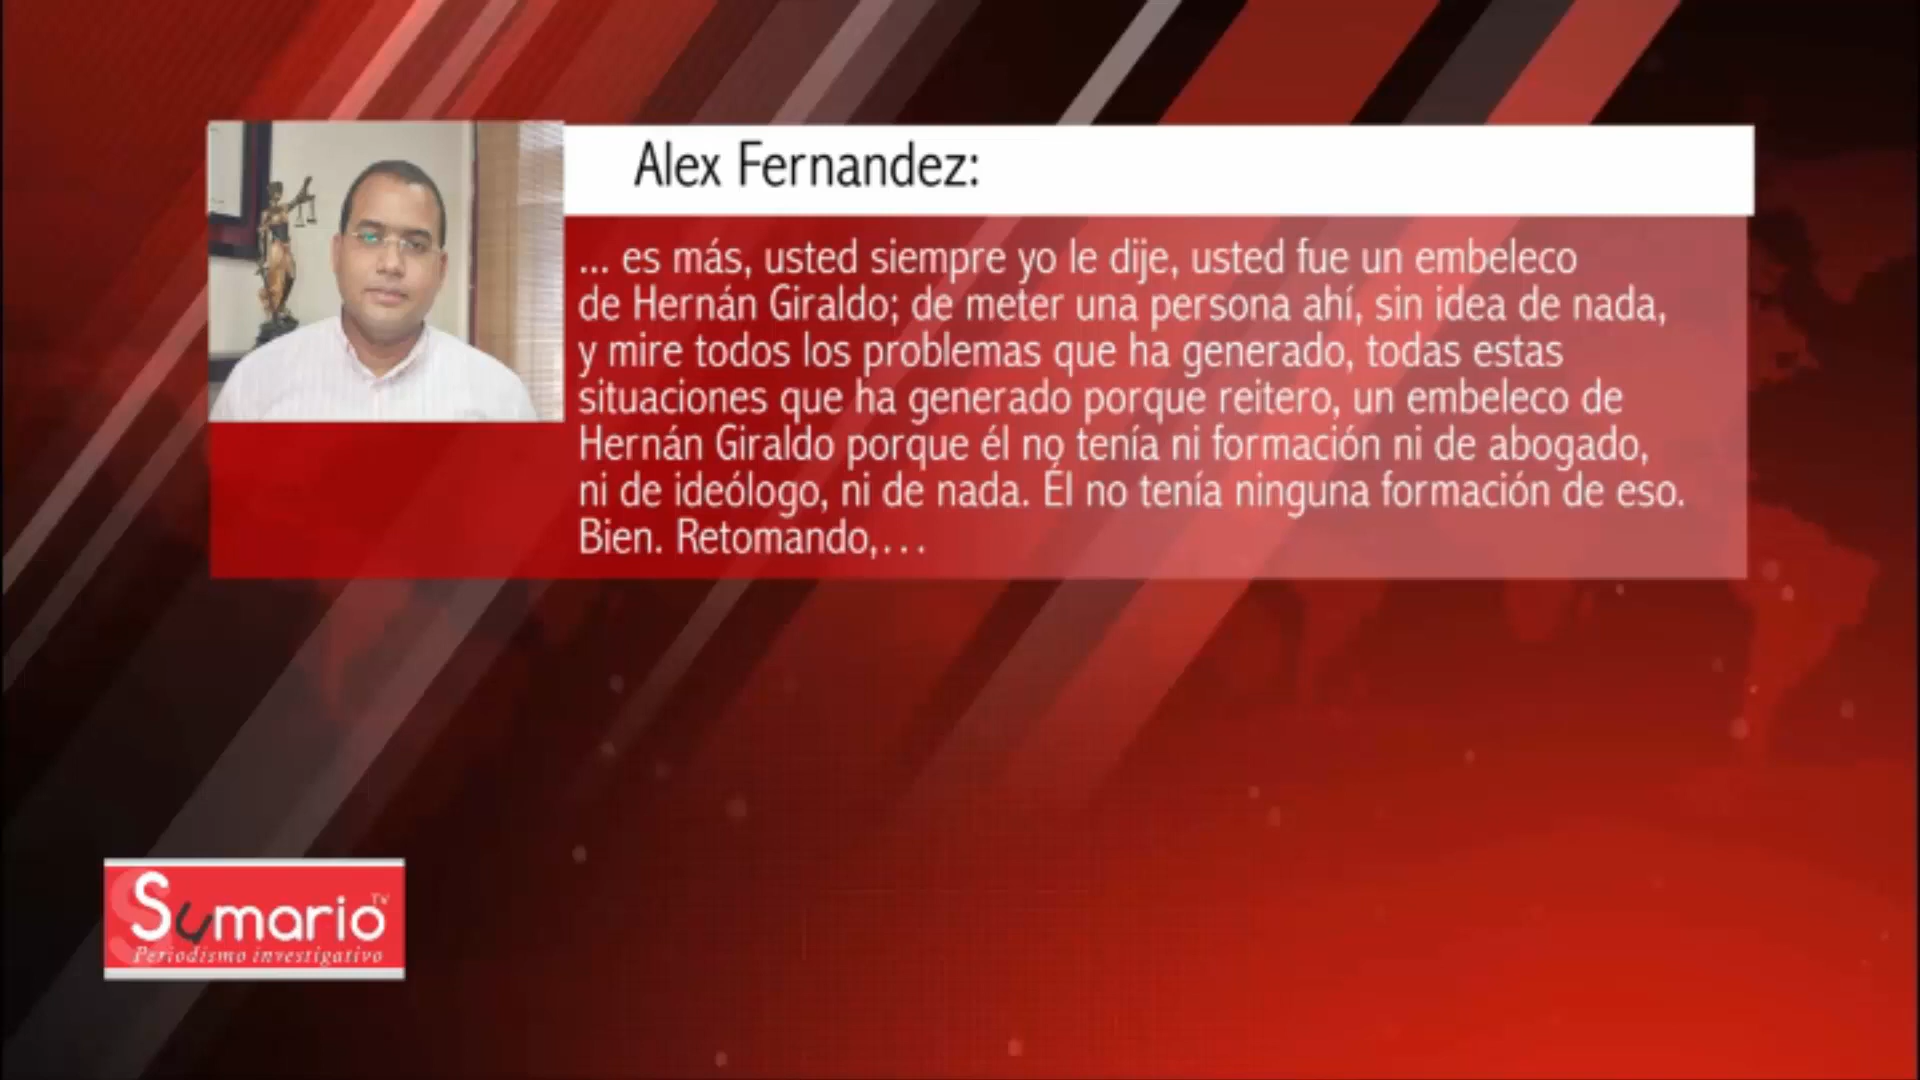 Alex Fernandez:
... es más, usted siempre yo le dije, usted fue un embeleco
de Hernán Giraldo; de meter una persona ahí, sin idea de nada,
y mire todos los problemas que ha generado, todas estas
situaciones que ha generado porque reitero, un embeleco de
Hernán Giraldo porque él no tenía ni formación ni de abogado,
ni de ideólogo, ni de nada. Él no tenía ninguna formación de eso.
Bien. Retomando,...
Sumario TV
Periodismo investigativo